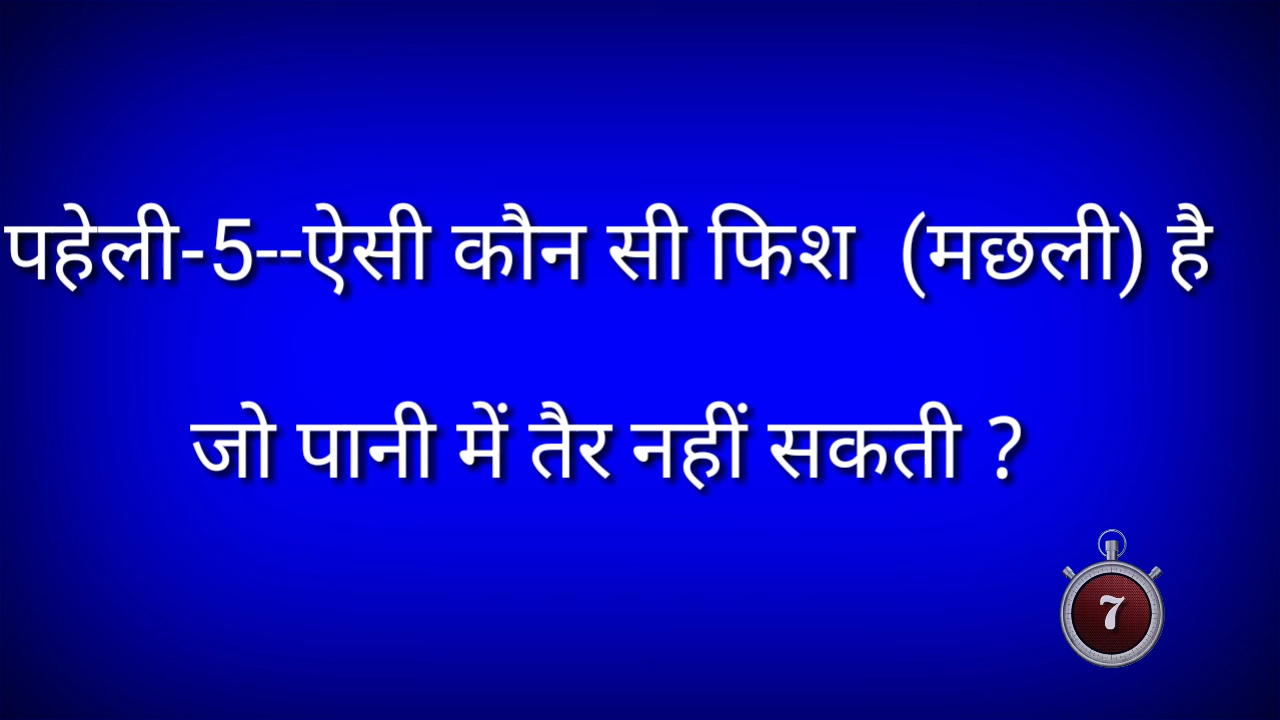 पहेली-5--ऐसी कौन सी फिश (मछली) है
जो पानी में तैर नहीं सकती ?
7